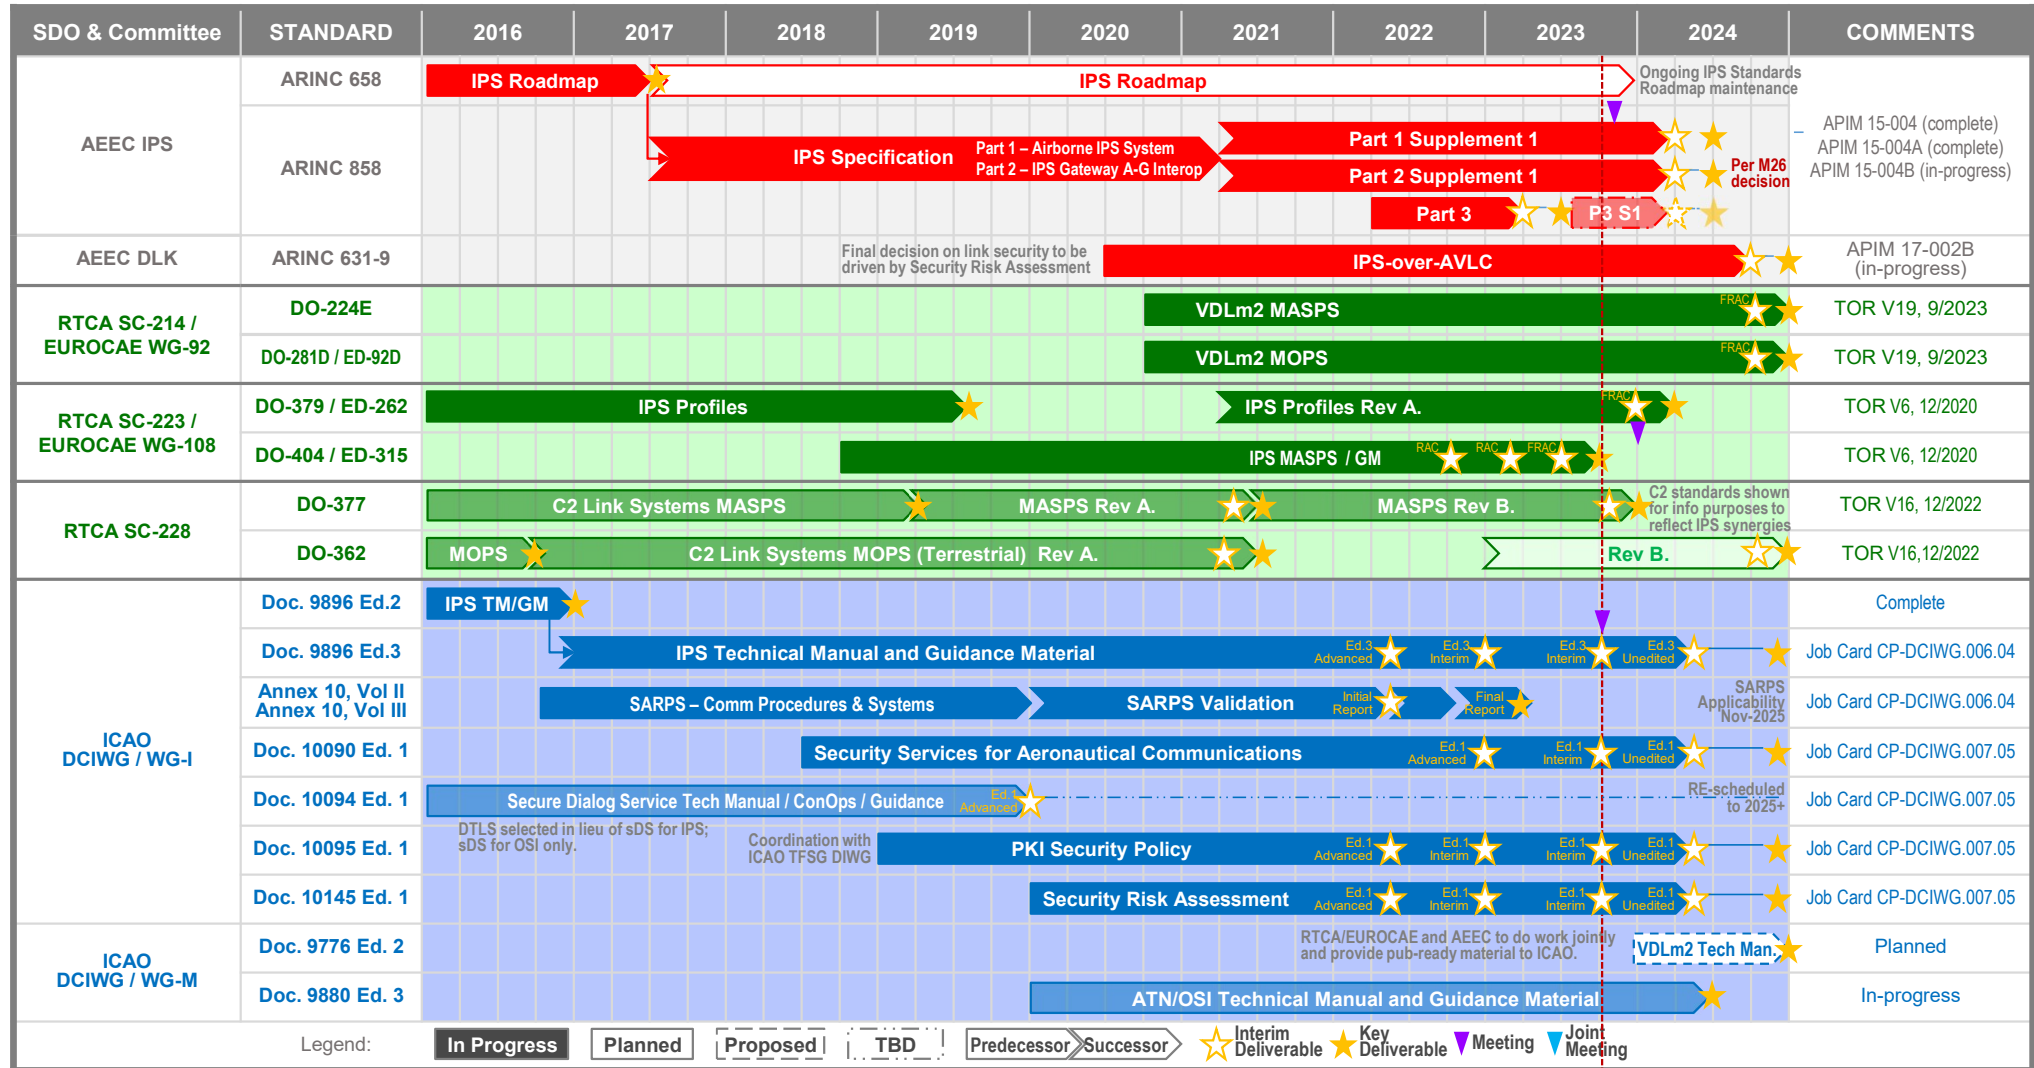 SDO & Committee
STANDARD
2016
2017
2018
2019
2020
2021
2022
2023
2024
COMMENTS
AEEC IPS
ARINC 658
IPS Roadmap
IPS Roadmap
Ongoing IPS Standards
Roadmap maintenance
ARINC 858
IPS Specification
Part 1 – Airborne IPS System
Part 2 – IPS Gateway A-G Interop
Part 1 Supplement 1
Part 2 Supplement 1
Per M26
decision
Part 3
P3 S1
APIM 15-004 (complete)
APIM 15-004A (complete)
APIM 15-004B (in-progress)
AEEC DLK
ARINC 631-9
Final decision on link security to be
driven by Security Risk Assessment
IPS-over-AVLC
APIM 17-002B
(in-progress)
RTCA SC-214 /
EUROCAE WG-92
DO-224E
VDLm2 MASPS
FRAC
TOR V19, 9/2023
DO-281D / ED-92D
VDLm2 MOPS
FRAC
TOR V19, 9/2023
RTCA SC-223 /
EUROCAE WG-108
DO-379 / ED-262
IPS Profiles
IPS Profiles Rev A.
FRAC
TOR V6, 12/2020
DO-404 / ED-315
IPS MASPS / GM
RAC
RAC
FRAC
TOR V6, 12/2020
RTCA SC-228
DO-377
C2 Link Systems MASPS
MASPS Rev A.
MASPS Rev B.
C2 standards shown
for info purposes to
reflect IPS synergies
TOR V16, 12/2022
DO-362
MOPS
C2 Link Systems MOPS (Terrestrial) Rev A.
Rev B.
TOR V16,12/2022
ICAO
DCIWG / WG-I
Doc. 9896 Ed.2
IPS TM/GM
Complete
Doc. 9896 Ed.3
IPS Technical Manual and Guidance Material
Ed.3
Advanced
Ed.3
Interim
Ed.3
Interim
Ed.3
Unedited
Job Card CP-DCIWG.006.04
Annex 10, Vol II
Annex 10, Vol III
SARPS – Comm Procedures & Systems
SARPS Validation
Initial
Report
Final
Report
SARPS
Applicability
Nov-2025
Job Card CP-DCIWG.006.04
Doc. 10090 Ed. 1
Security Services for Aeronautical Communications
Ed.1
Advanced
Ed.1
Interim
Ed.1
Unedited
Job Card CP-DCIWG.007.05
Doc. 10094 Ed. 1
Secure Dialog Service Tech Manual / ConOps / Guidance
Ed.1
Advanced
RE-scheduled
to 2025+
Job Card CP-DCIWG.007.05
DTLS selected in lieu of sDS for IPS;
sDS for OSI only.
Doc. 10095 Ed. 1
Coordination with
ICAO TFSG DIWG
PKI Security Policy
Ed.1
Advanced
Ed.1
Interim
Ed.1
Interim
Ed.1
Unedited
Job Card CP-DCIWG.007.05
Doc. 10145 Ed. 1
Security Risk Assessment
Ed.1
Advanced
Ed.1
Interim
Ed.1
Interim
Ed.1
Unedited
Job Card CP-DCIWG.007.05
ICAO
DCIWG / WG-M
Doc. 9776 Ed. 2
RTCA/EUROCAE and AEEC to do work jointly
and provide pub-ready material to ICAO.
VDLm2 Tech Man.
Planned
Doc. 9880 Ed. 3
ATN/OSI Technical Manual and Guidance Material
In-progress
Legend:
In Progress
Planned
Proposed
TBD
Predecessor
Successor
Interim
Deliverable
Key
Deliverable
Meeting
Joint
Meeting